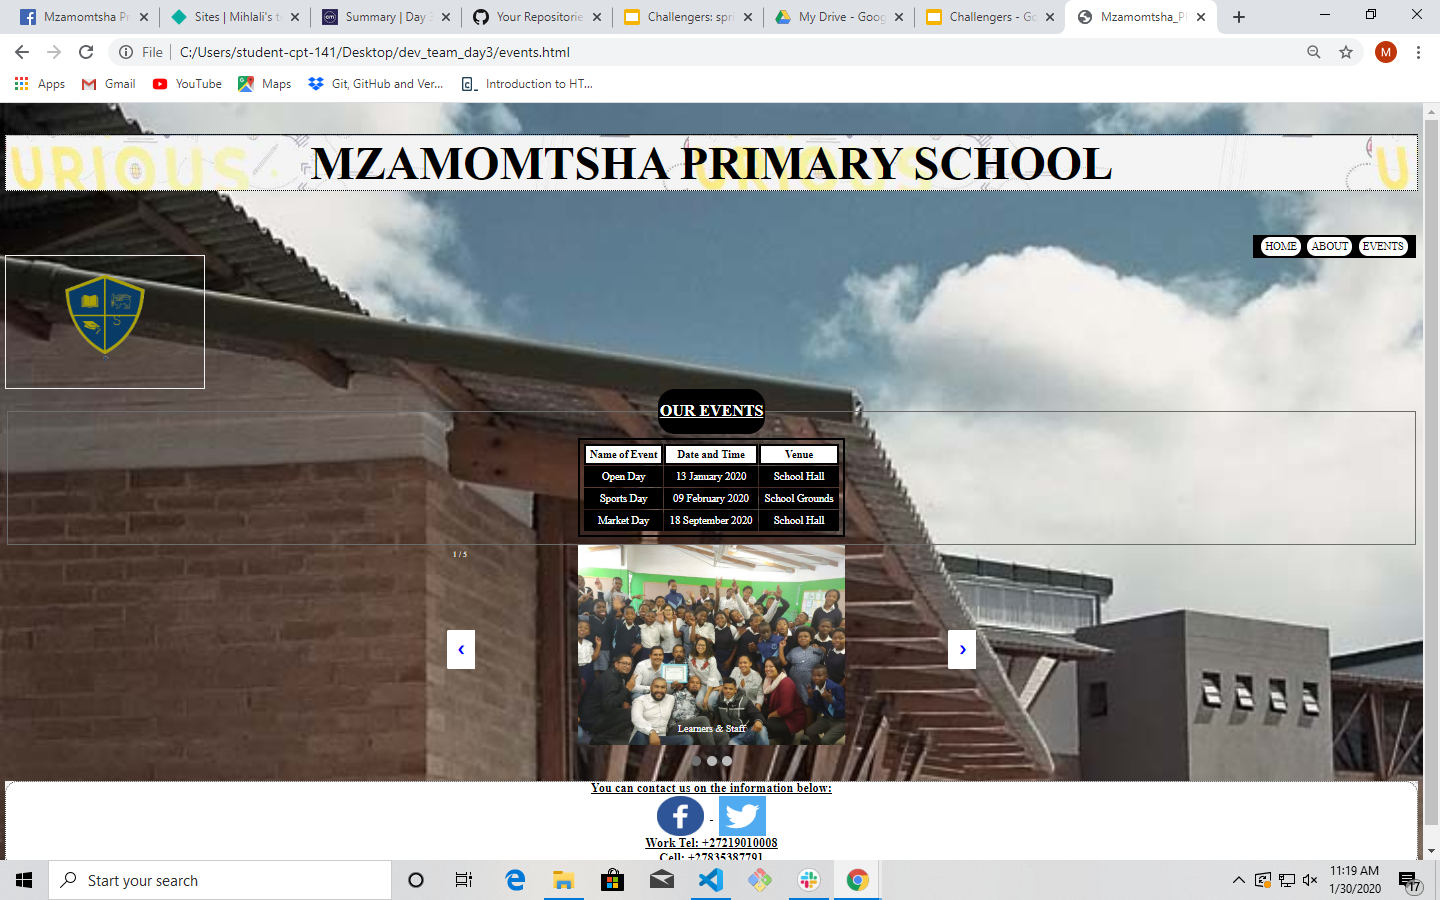 Mzamomtsha Pr
Sites | Mihlali's t
Summary | Day
Your Repositorie
Challengers: spri
My Drive - Goog
Challengers - Go
Mzamomtsha_P
File
C:/Users/student-cpt-141/Desktop/dev_team_day3/events.html
M
Apps
Gmail
YouTube
Maps
Git, GitHub and Ver...
Introduction to HT...
URIOUS
MZAMOMTSHA PRIMARY SCHOOL
U
HOME ABOUT EVENTS
S
OUR EVENTS
Name of Event Date and Time Venue
Open Day 13 January 2020 School Hall
Sports Day 09 February 2020 School Grounds
Market Day 18 September 2020 School Hall
1 / 5
‹ ›
Learners & Staff
You can contact us on the information below:
-
Work Tel: +27219010008
Cell: +27835387791
Start your search
11:19 AM
1/30/2020
17